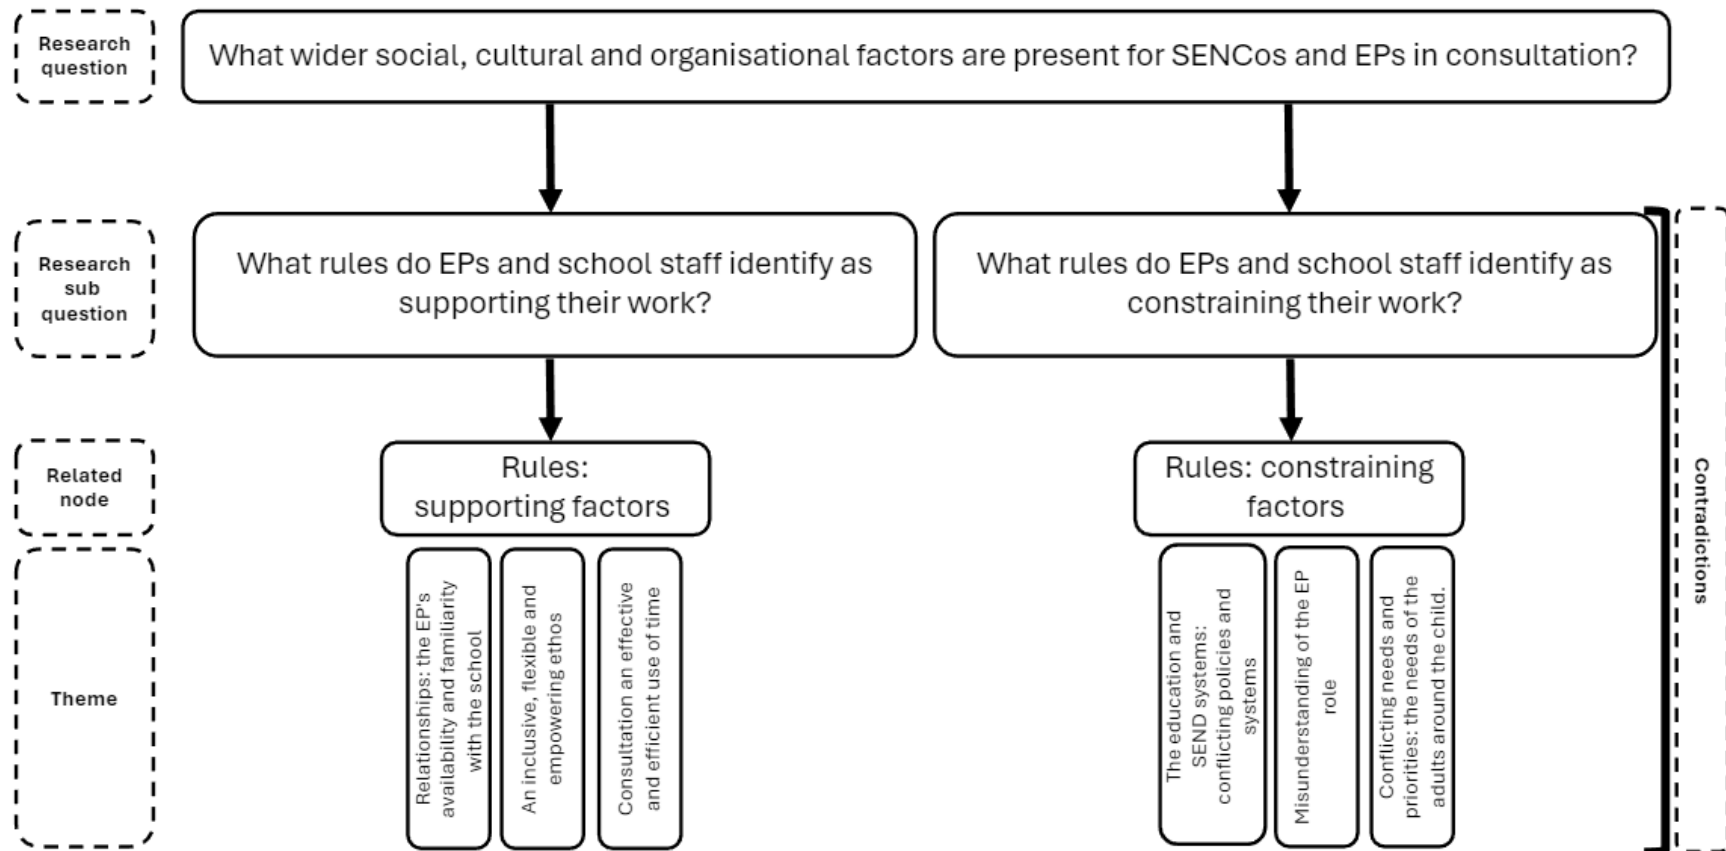 Research
question
What wider social, cultural and organisational factors are present for SENCos and EPs in consultation?
Research
sub
question
What rules do EPs and school staff identify as
supporting their work?
What rules do EPs and school staff identify as
constraining their work?
Related
node
Rules:
supporting factors
Rules: constraining
factors
Theme
Relationships: the EP's
availability and familiarity
with the school
An inclusive, flexible and
empowering ethos
Consultation an effective
and efficient use of time
The education and
SEND systems:
conflicting policies and
systems
Misunderstanding of the EP
role
Conflicting needs and
priorities: the needs of the
adults around the child.
Contradictions